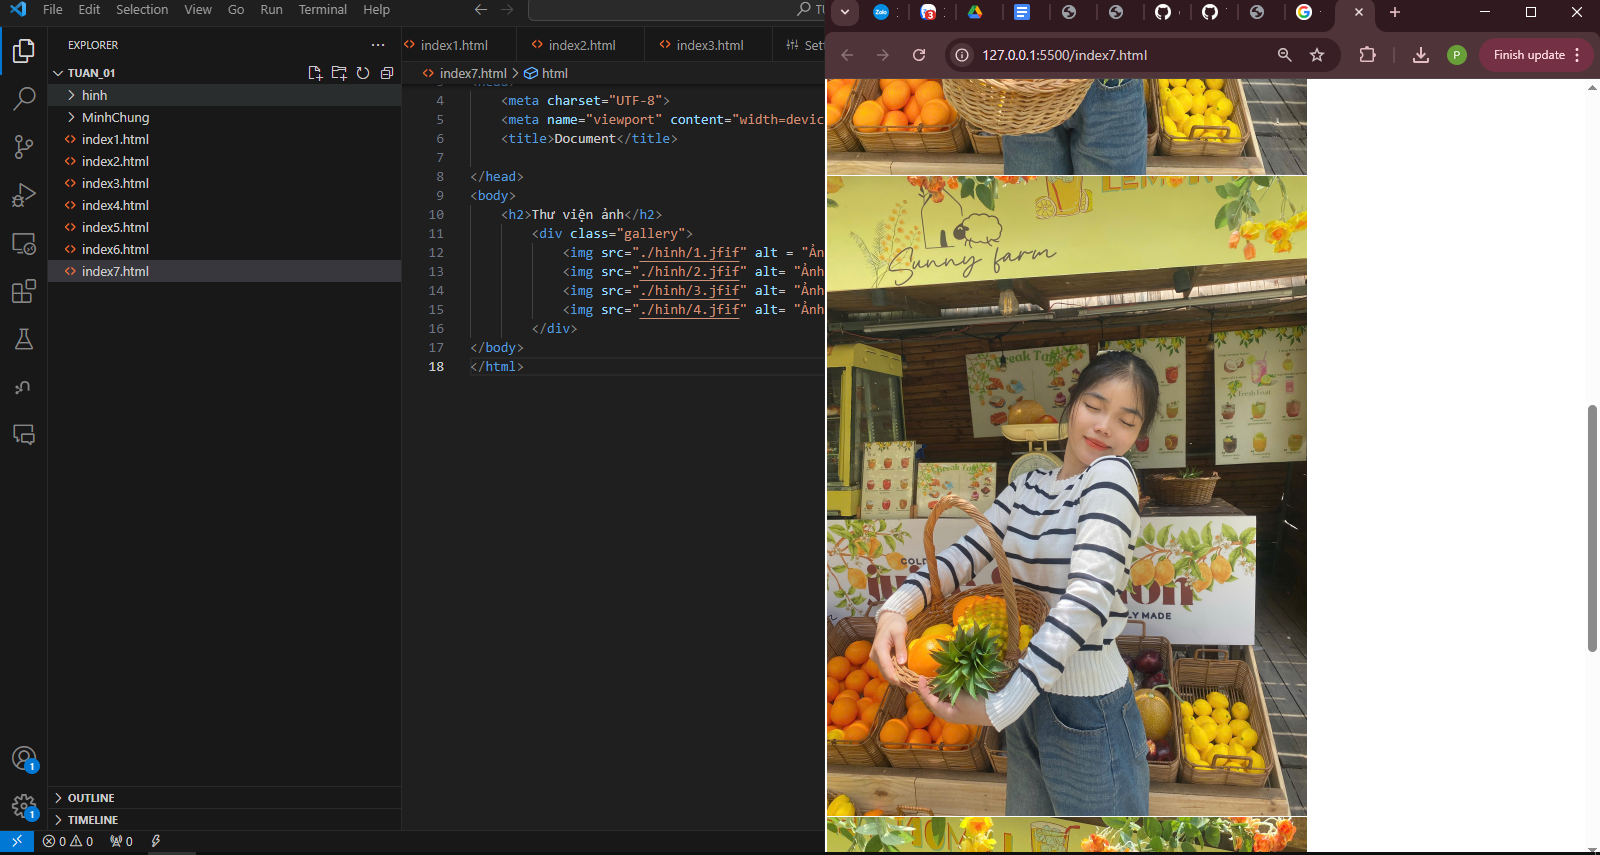 File Edit Selection View Go Run Terminal Help
EXPLORER
TUAN_01
hinh
MinhChung
index1.html
index2.html
index3.html
index4.html
index5.html
index6.html
index7.html
OUTLINE
TIMELINE
0 0 0
index1.html index2.html index3.html
index7.html > html
4 <meta charset="UTF-8">
5 <meta name="viewport" content="width=devic
6 <title>Document</title>
7
8 </head>
9 <body>
10 <h2>Thư viện ảnh</h2>
11 <div class="gallery">
12 <img src="./hinh/1.jfif" alt = "Ản
13 <img src="./hinh/2.jfif" alt= "Ảnh
14 <img src="./hinh/3.jfif" alt= "Ảnh
15 <img src="./hinh/4.jfif" alt= "Ảnh
16 </div>
17 </body>
18 </html>
Zalo
127.0.0.1:5500/index7.html
P
Finish update
Sunny farm
Break Tan
Fresh Fruit
COLD
LY MADE